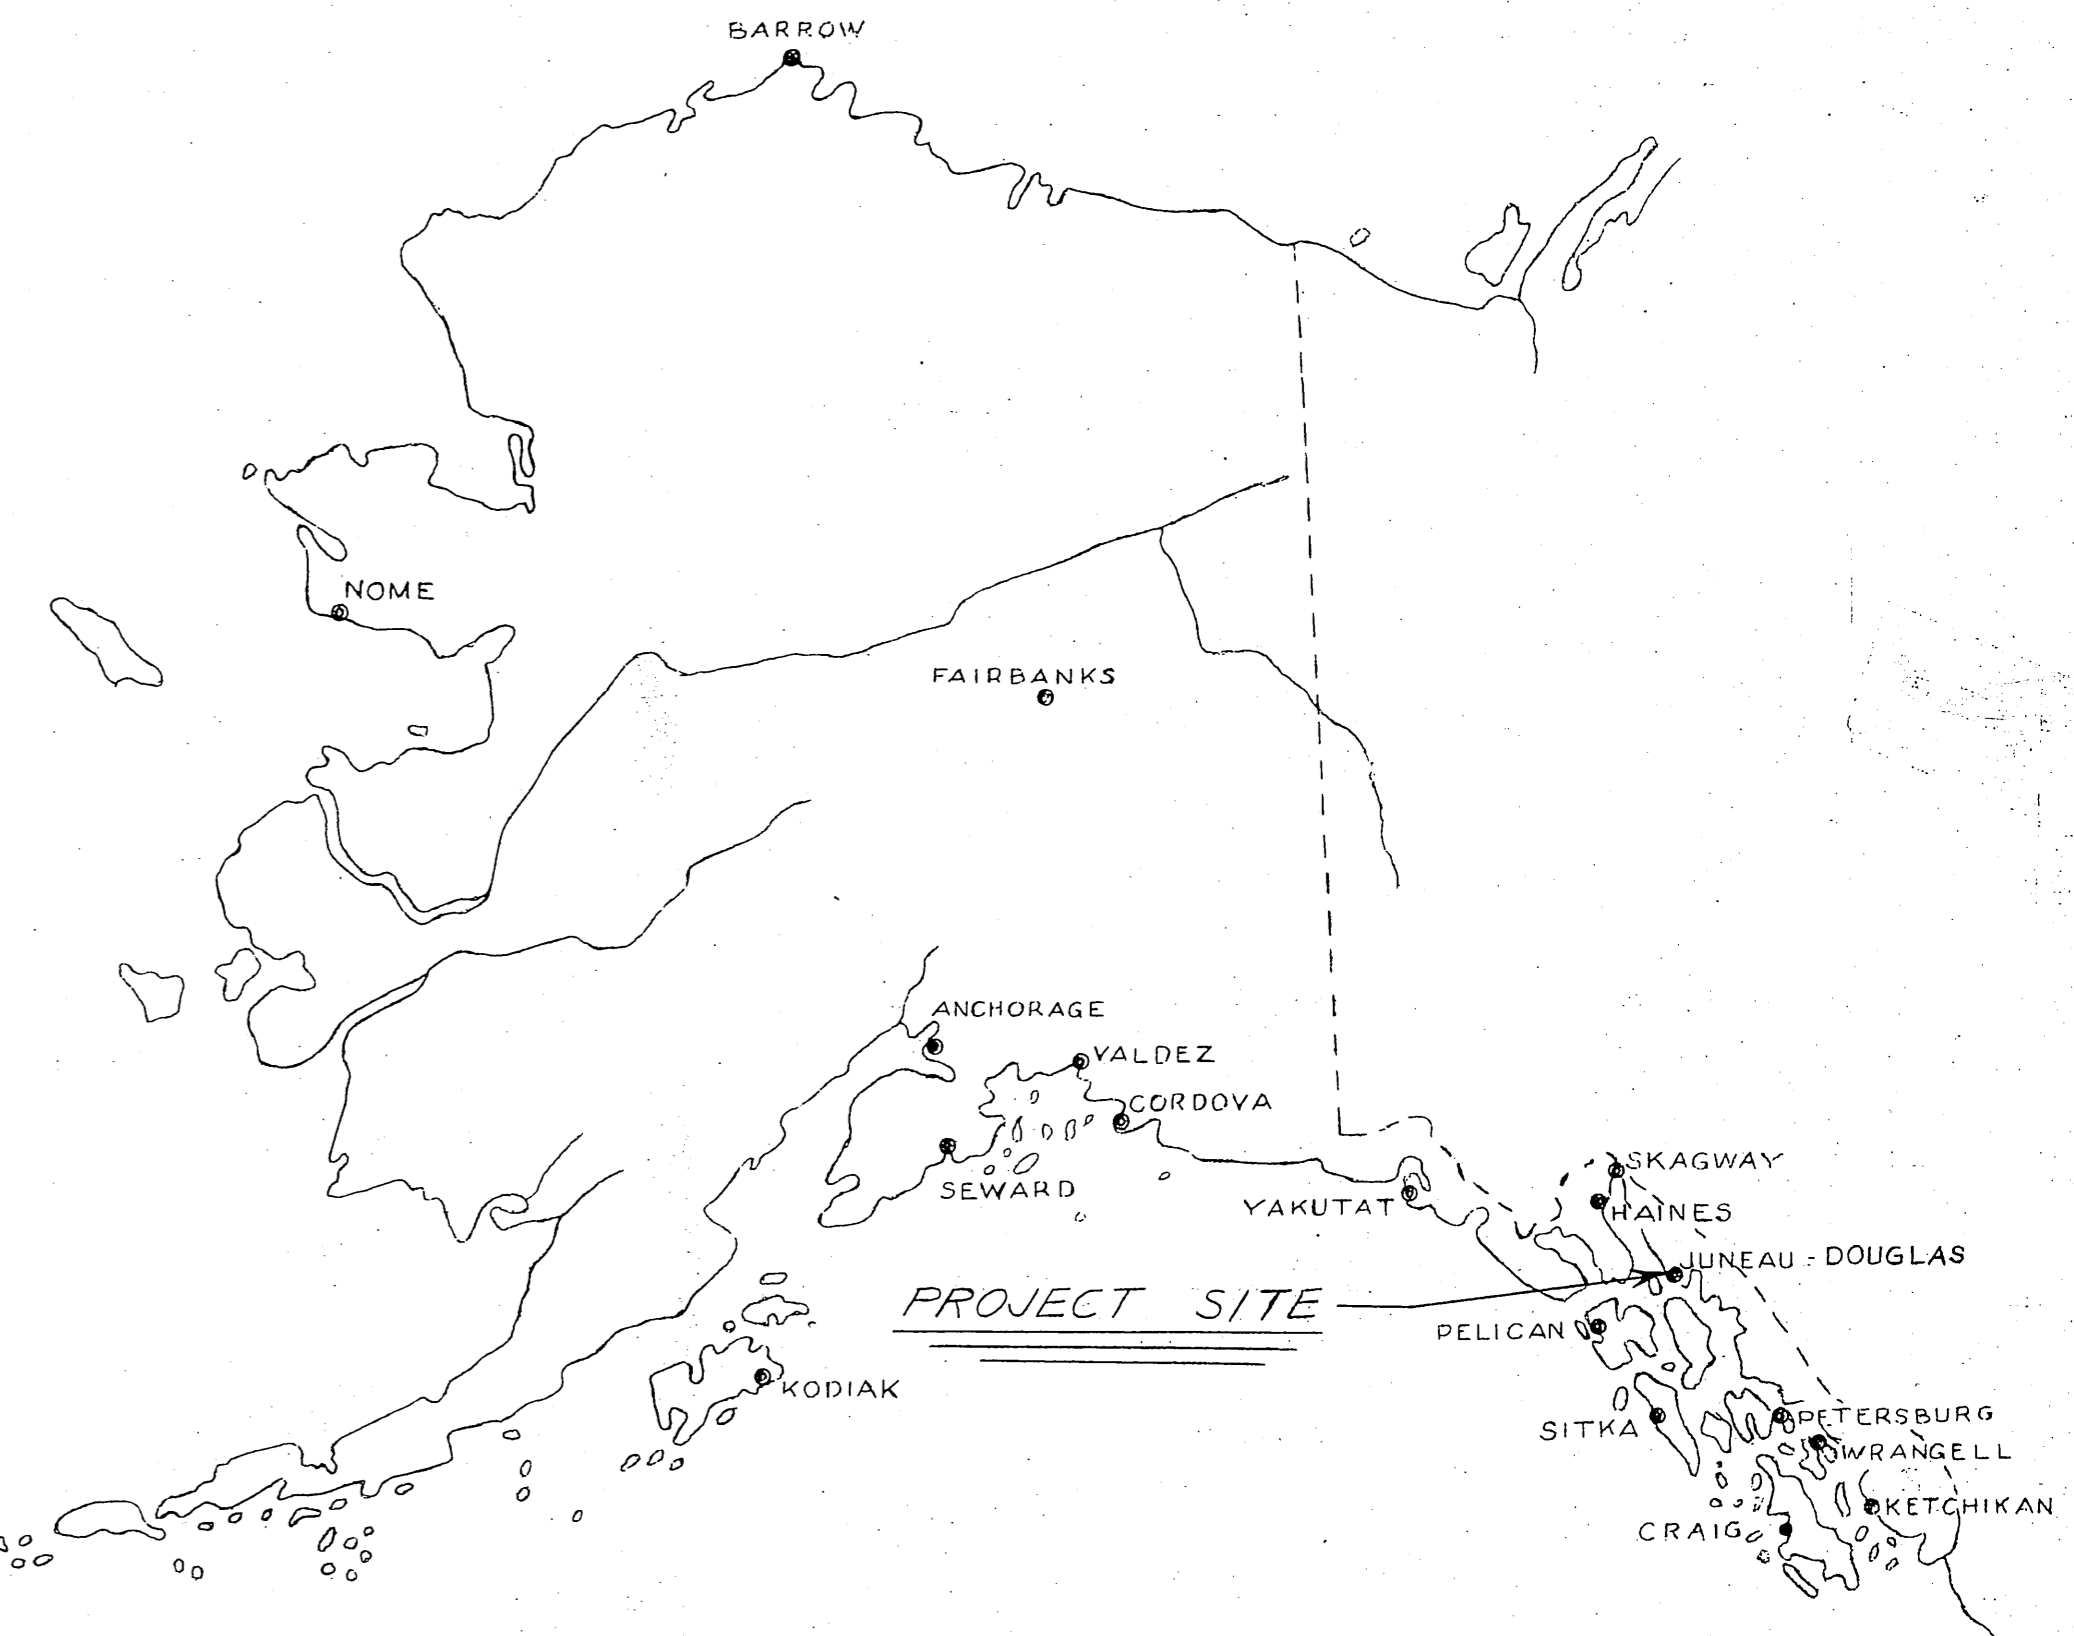 BARROW
NOME
FAIRBANKS
ANCHORAGE
VALDEZ
CORDOVA
SEWARD
YAKUTAT
SKAGWAY
HAINES
JUNEAU - DOUGLAS
PROJECT SITE
PELICAN
KODIAK
SITKA
PETERSBURG
WRANGELL
KETCHIKAN
CRAIG